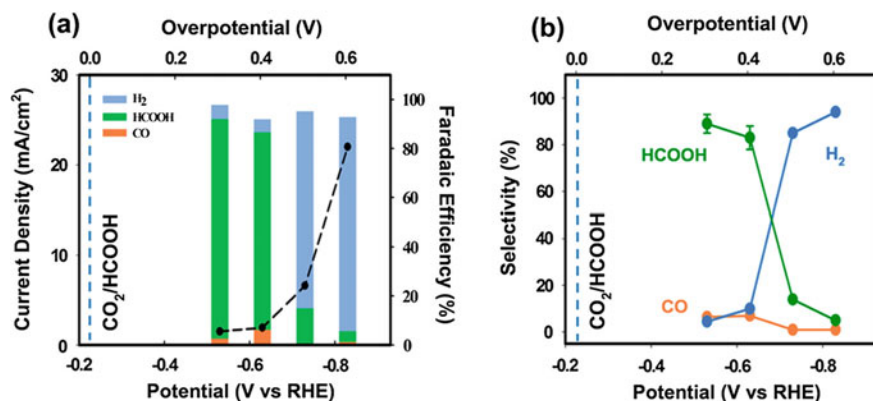 (a)
Overpotential (V)
0.0 0.2 0.4 0.6
Current Density (mA/cm²)
30
20
10
0
H₂
HCOOH
CO
CO₂/HCOOH
100
80
60
40
20
0
Faradaic Efficiency (%)
-0.2 -0.4 -0.6 -0.8
Potential (V vs RHE)
(b)
Overpotential (V)
0.0 0.2 0.4 0.6
Selectivity (%)
100
80
60
40
20
0
HCOOH
H₂
CO
CO₂/HCOOH
-0.2 -0.4 -0.6 -0.8
Potential (V vs RHE)